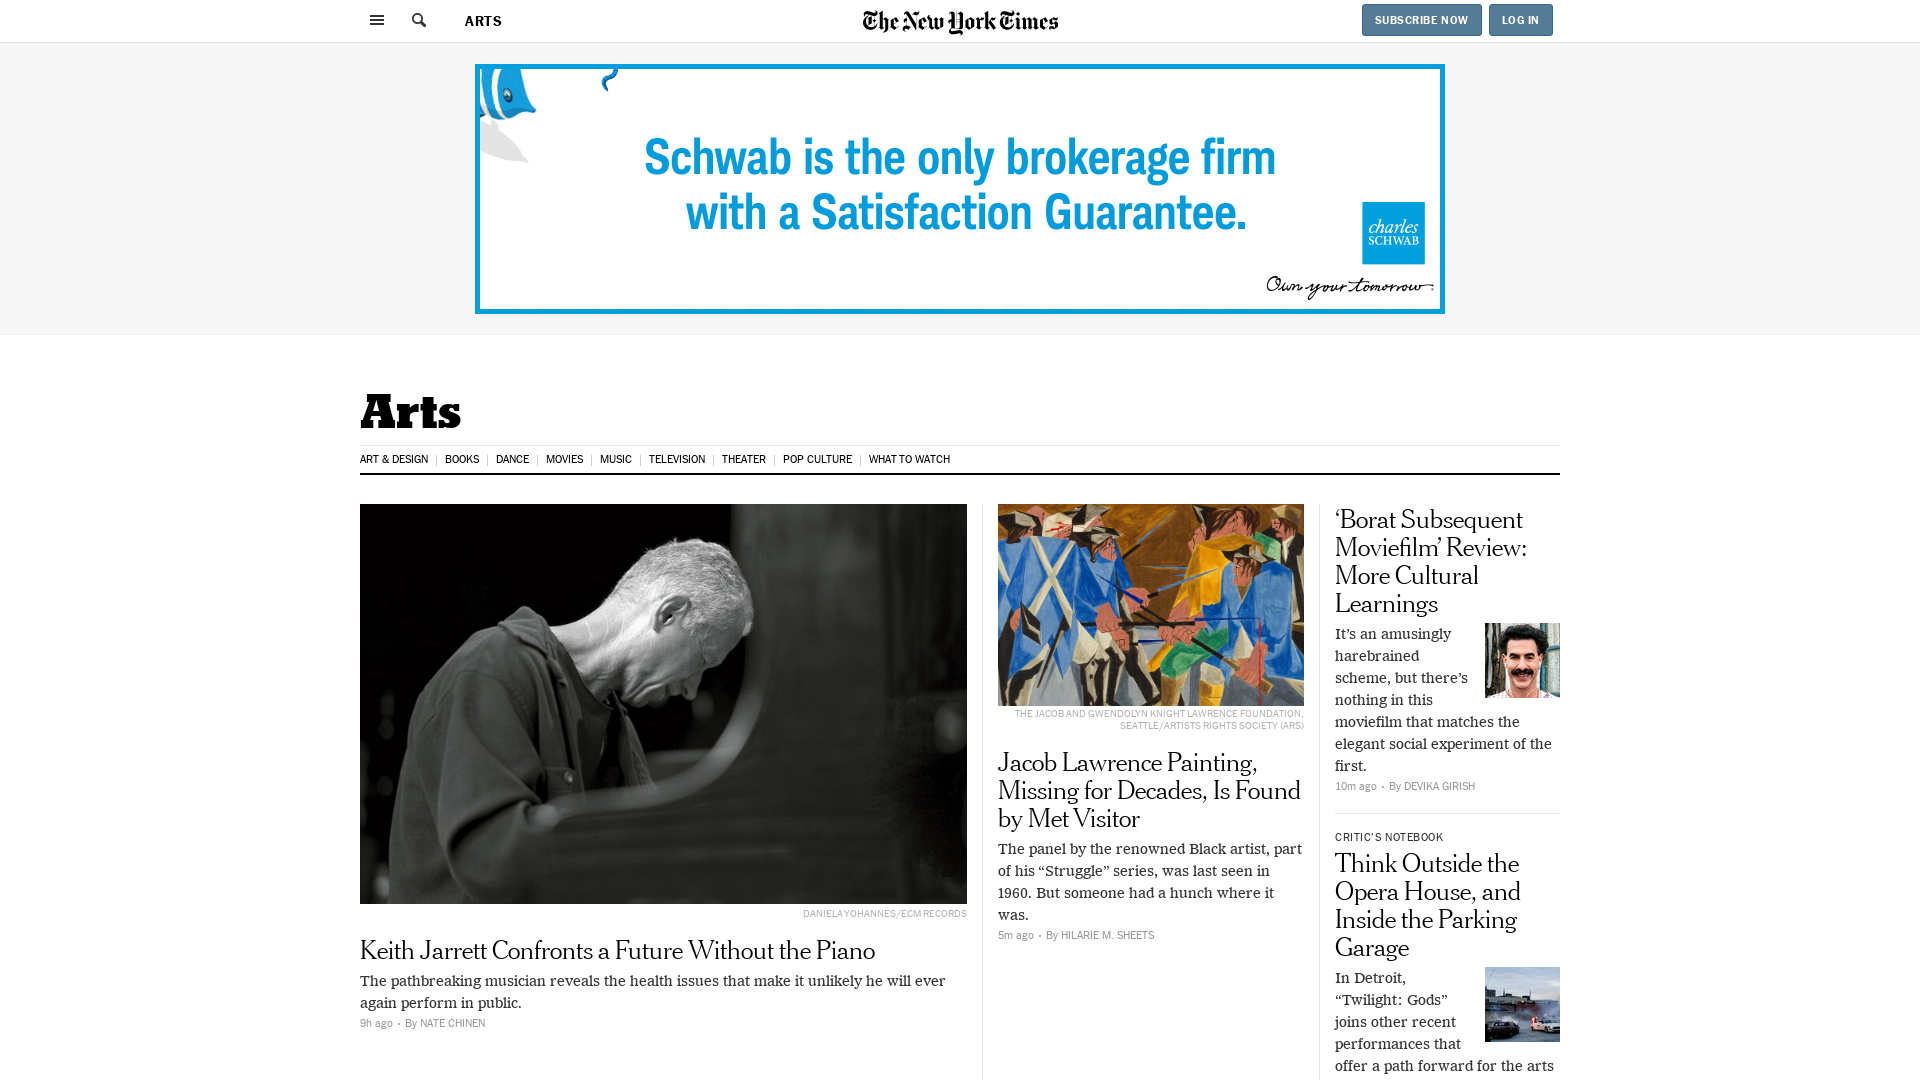 ARTS
The New York Times
SUBSCRIBE NOW
LOG IN
Schwab is the only brokerage firm
with a Satisfaction Guarantee.
charles
SCHWAB
Own your tomorrow.
Arts
ART & DESIGN
BOOKS
DANCE
MOVIES
MUSIC
TELEVISION
THEATER
POP CULTURE
WHAT TO WATCH
DANIELA YOHANNES/ECM RECORDS
Keith Jarrett Confronts a Future Without the Piano
The pathbreaking musician reveals the health issues that make it unlikely he will ever
again perform in public.
9h ago • By NATE CHINEN
THE JACOB AND GWENDOLYN KNIGHT LAWRENCE FOUNDATION,
SEATTLE/ARTISTS RIGHTS SOCIETY (ARS)
Jacob Lawrence Painting,
Missing for Decades, Is Found
by Met Visitor
The panel by the renowned Black artist, part
of his “Struggle” series, was last seen in
1960. But someone had a hunch where it
was.
5m ago • By HILARIE M. SHEETS
‘Borat Subsequent
Moviefilm’ Review:
More Cultural
Learnings
It’s an amusingly
harebrained
scheme, but there’s
nothing in this
moviefilm that matches the
elegant social experiment of the
first.
10m ago • By DEVIKA GIRISH
CRITIC’S NOTEBOOK
Think Outside the
Opera House, and
Inside the Parking
Garage
In Detroit,
“Twilight: Gods”
joins other recent
performances that
offer a path forward for the arts